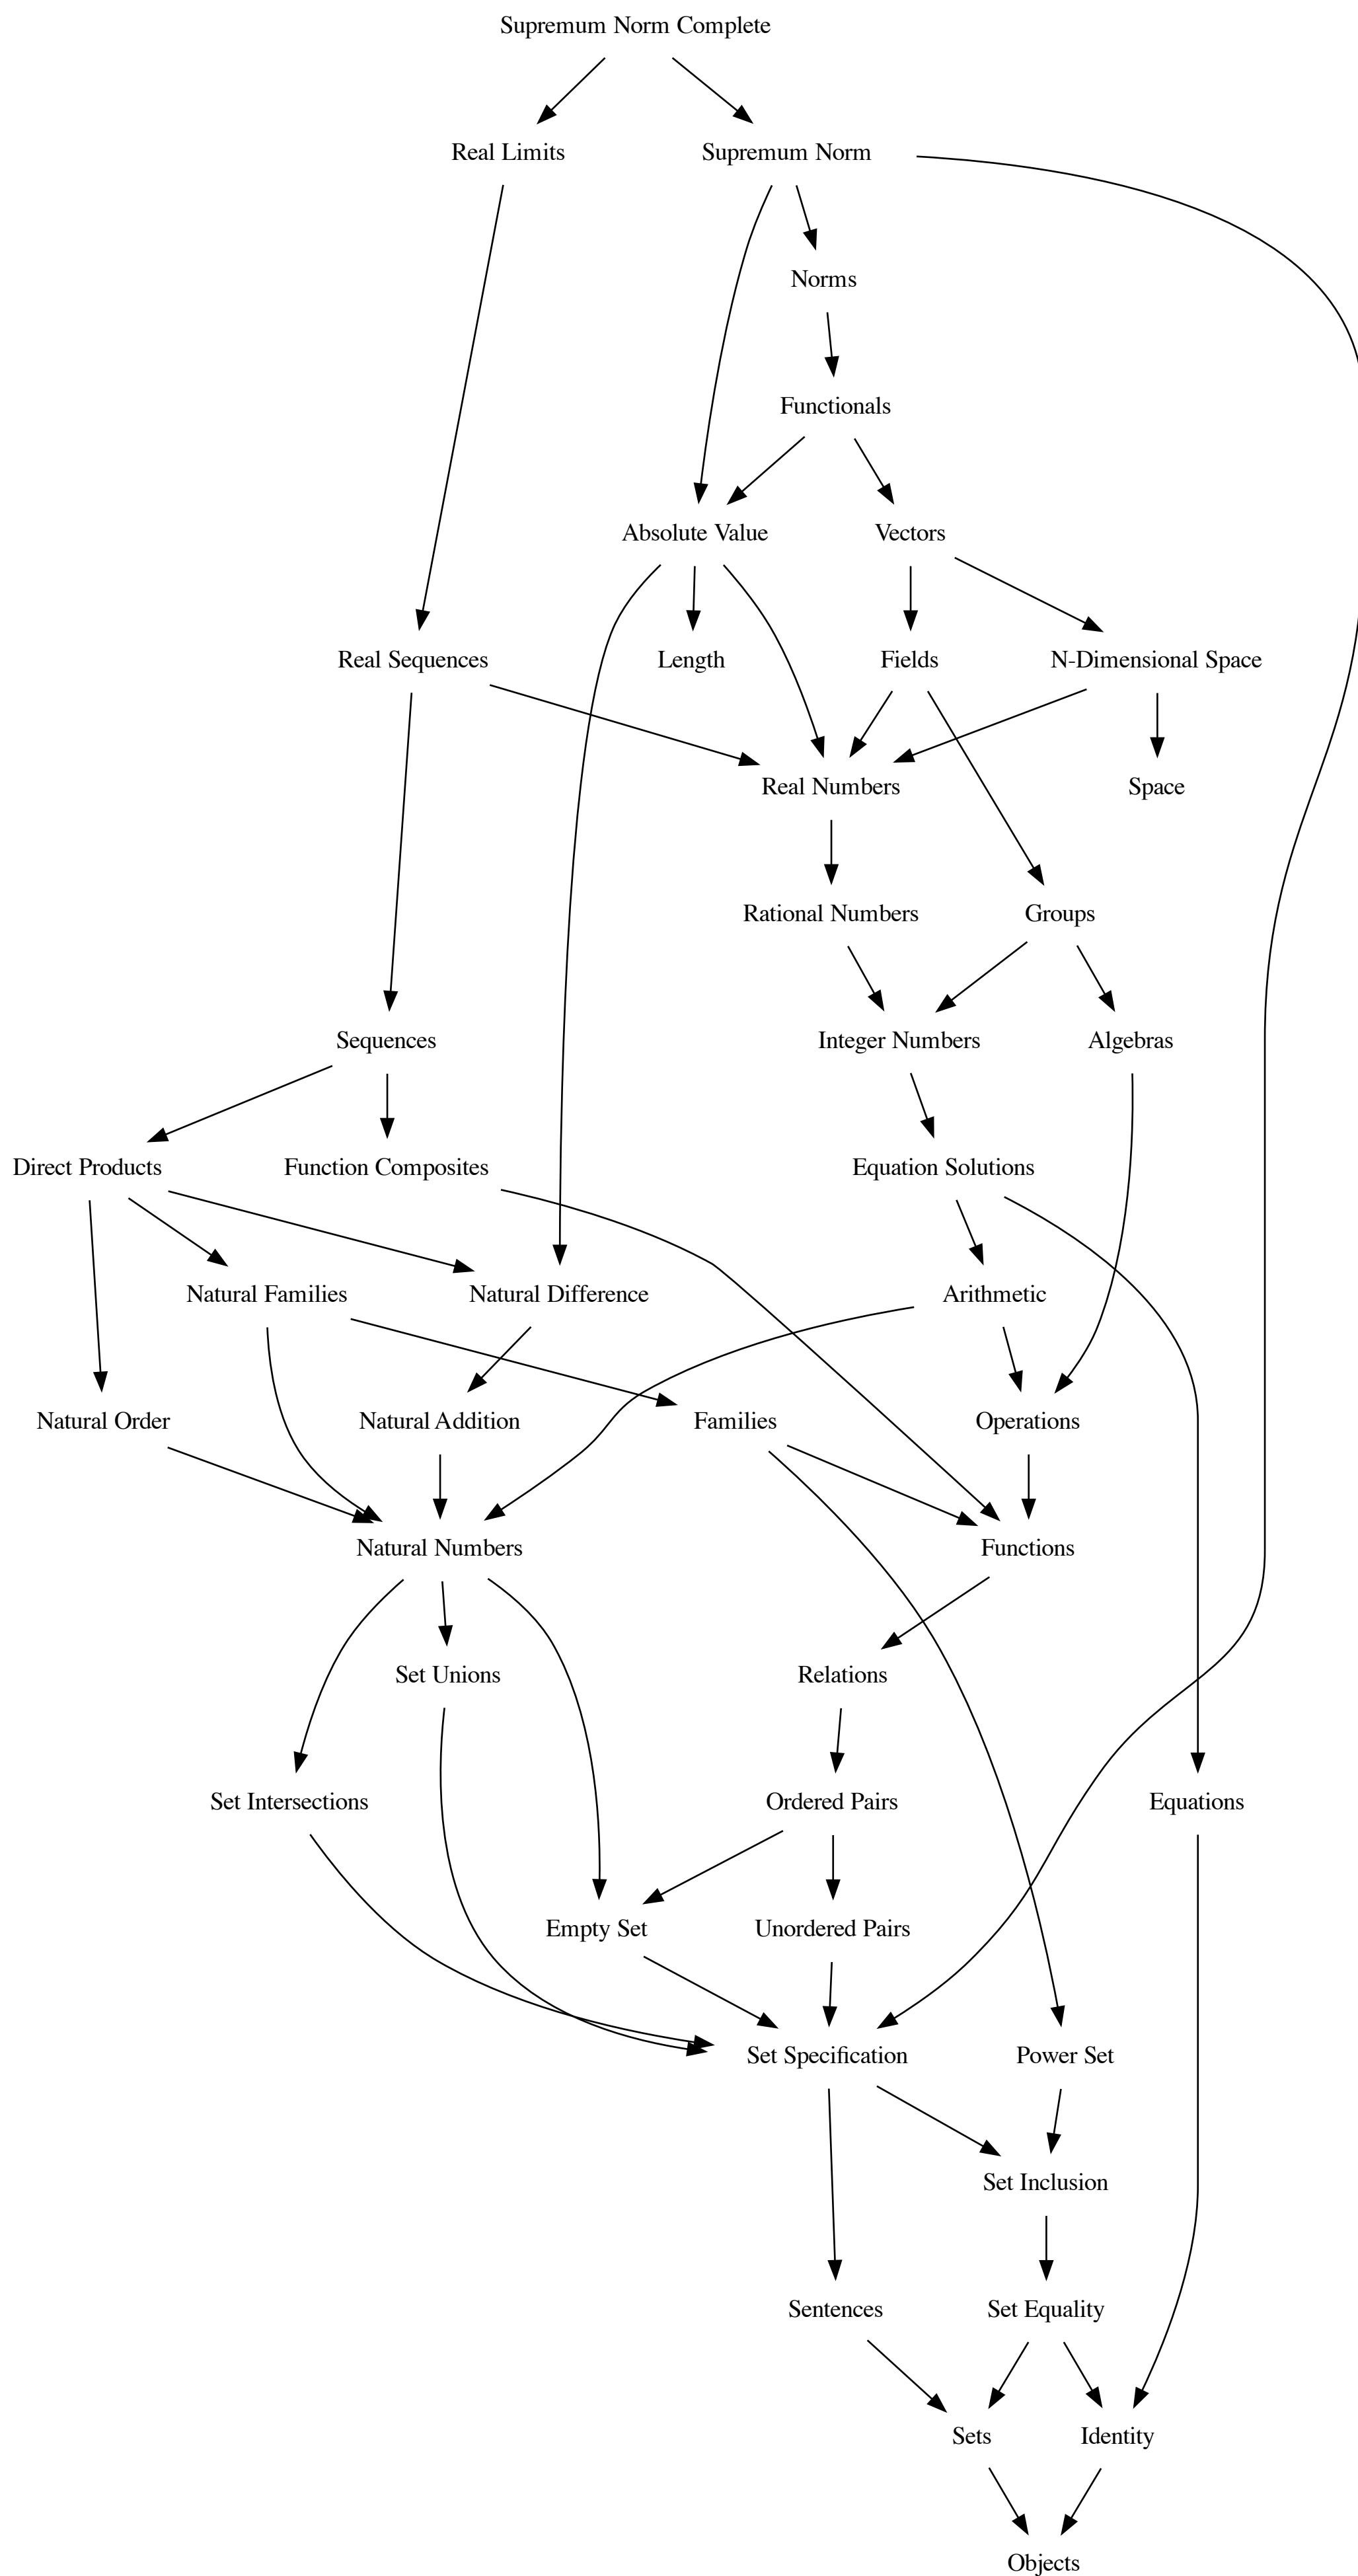 Supremum Norm Complete
Real Limits
Supremum Norm
Norms
Functionals
Absolute Value
Vectors
Real Sequences
Length
Fields
N-Dimensional Space
Real Numbers
Space
Rational Numbers
Groups
Sequences
Integer Numbers
Algebras
Direct Products
Function Composites
Equation Solutions
Natural Families
Natural Difference
Arithmetic
Natural Order
Natural Addition
Families
Operations
Natural Numbers
Functions
Set Unions
Relations
Set Intersections
Ordered Pairs
Equations
Empty Set
Unordered Pairs
Set Specification
Power Set
Set Inclusion
Sentences
Set Equality
Sets
Identity
Objects